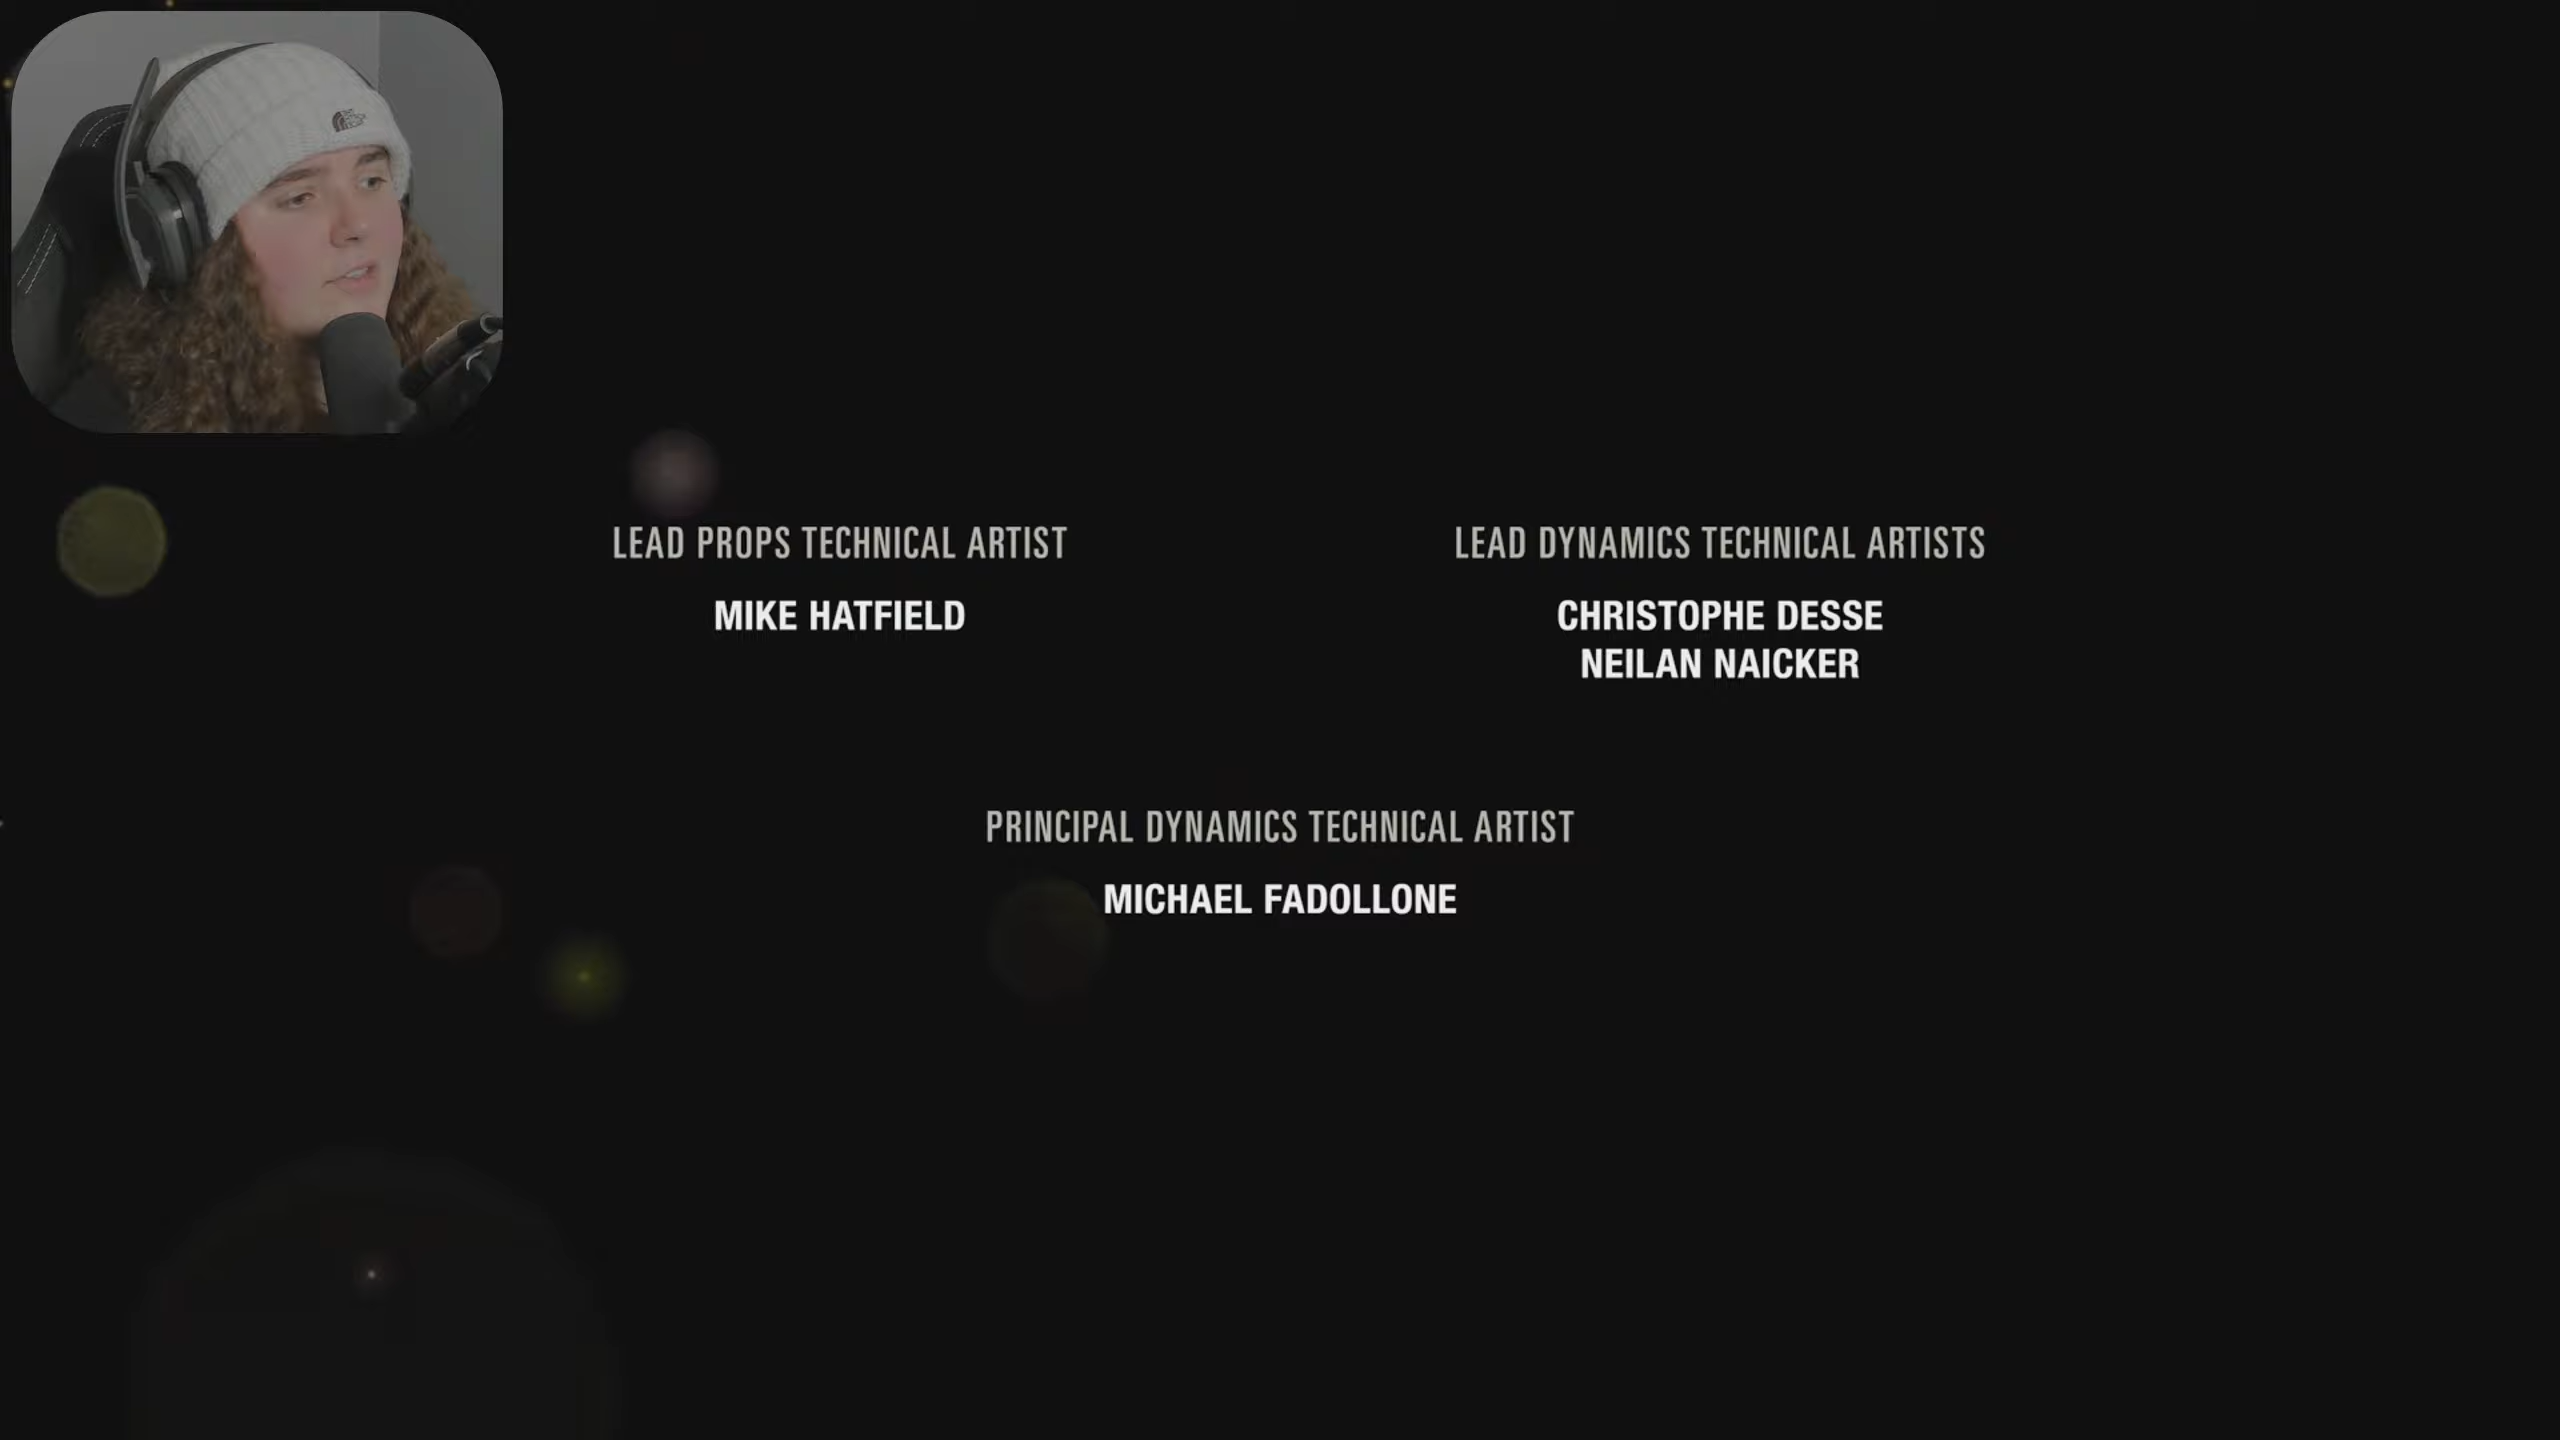 LEAD PROPS TECHNICAL ARTIST
MIKE HATFIELD
LEAD DYNAMICS TECHNICAL ARTISTS
CHRISTOPHE DESSE
NEILAN NAICKER
PRINCIPAL DYNAMICS TECHNICAL ARTIST
MICHAEL FADOLLONE